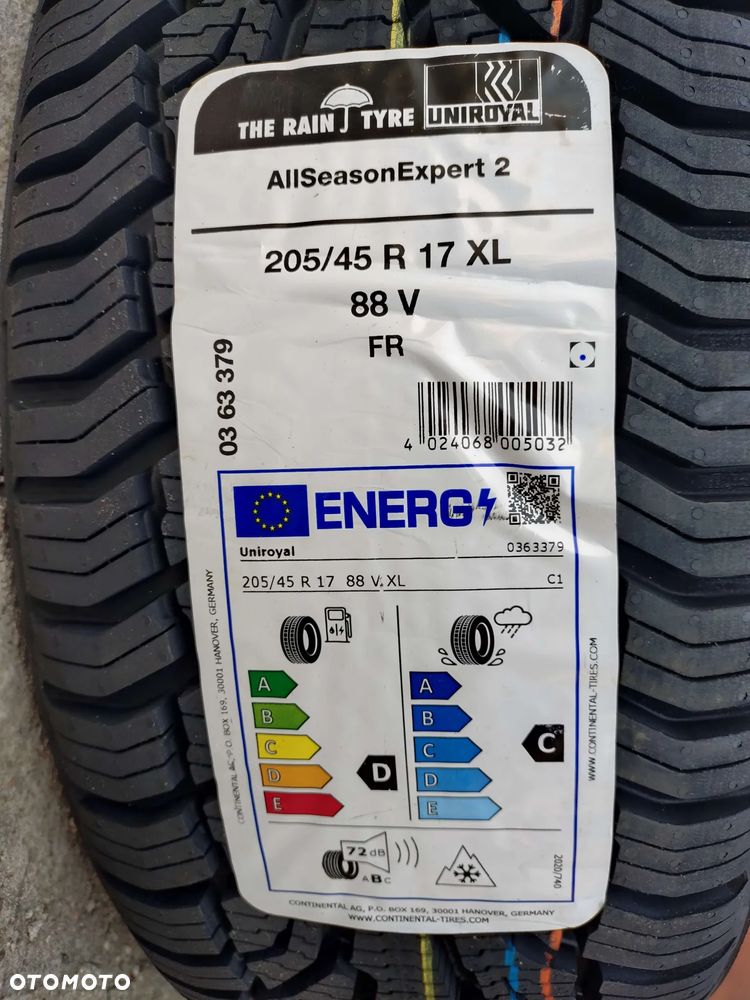 THE RAIN TYRE UNIROYAL
AllSeasonExpert 2
205/45 R 17 XL
88 V
FR
03 63 379
4 024068 005032
ENERG
Uniroyal 0363379
205/45 R 17 88 V XL C1
A A
B B
C C
D D
E E
D
C
72 dB
A B C
2020/740
CONTINENTAL AG, P.O. BOX 169, 30001 HANOVER, GERMANY
WWW.CONTINENTAL-TIRES.COM
CONTINENTAL AG, P.O. BOX 169, 30001 HANOVER, GERMANY
WWW.CONTINENTAL-TIRES.COM
OTOMOTO